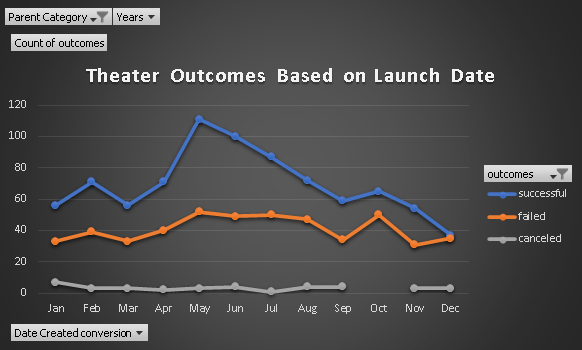 Parent Category Years
Count of outcomes
Theater Outcomes Based on Launch Date
120
100
80
60
40
20
0
Jan Feb Mar Apr May Jun Jul Aug Sep Oct Nov Dec
outcomes
successful
failed
canceled
Date Created conversion